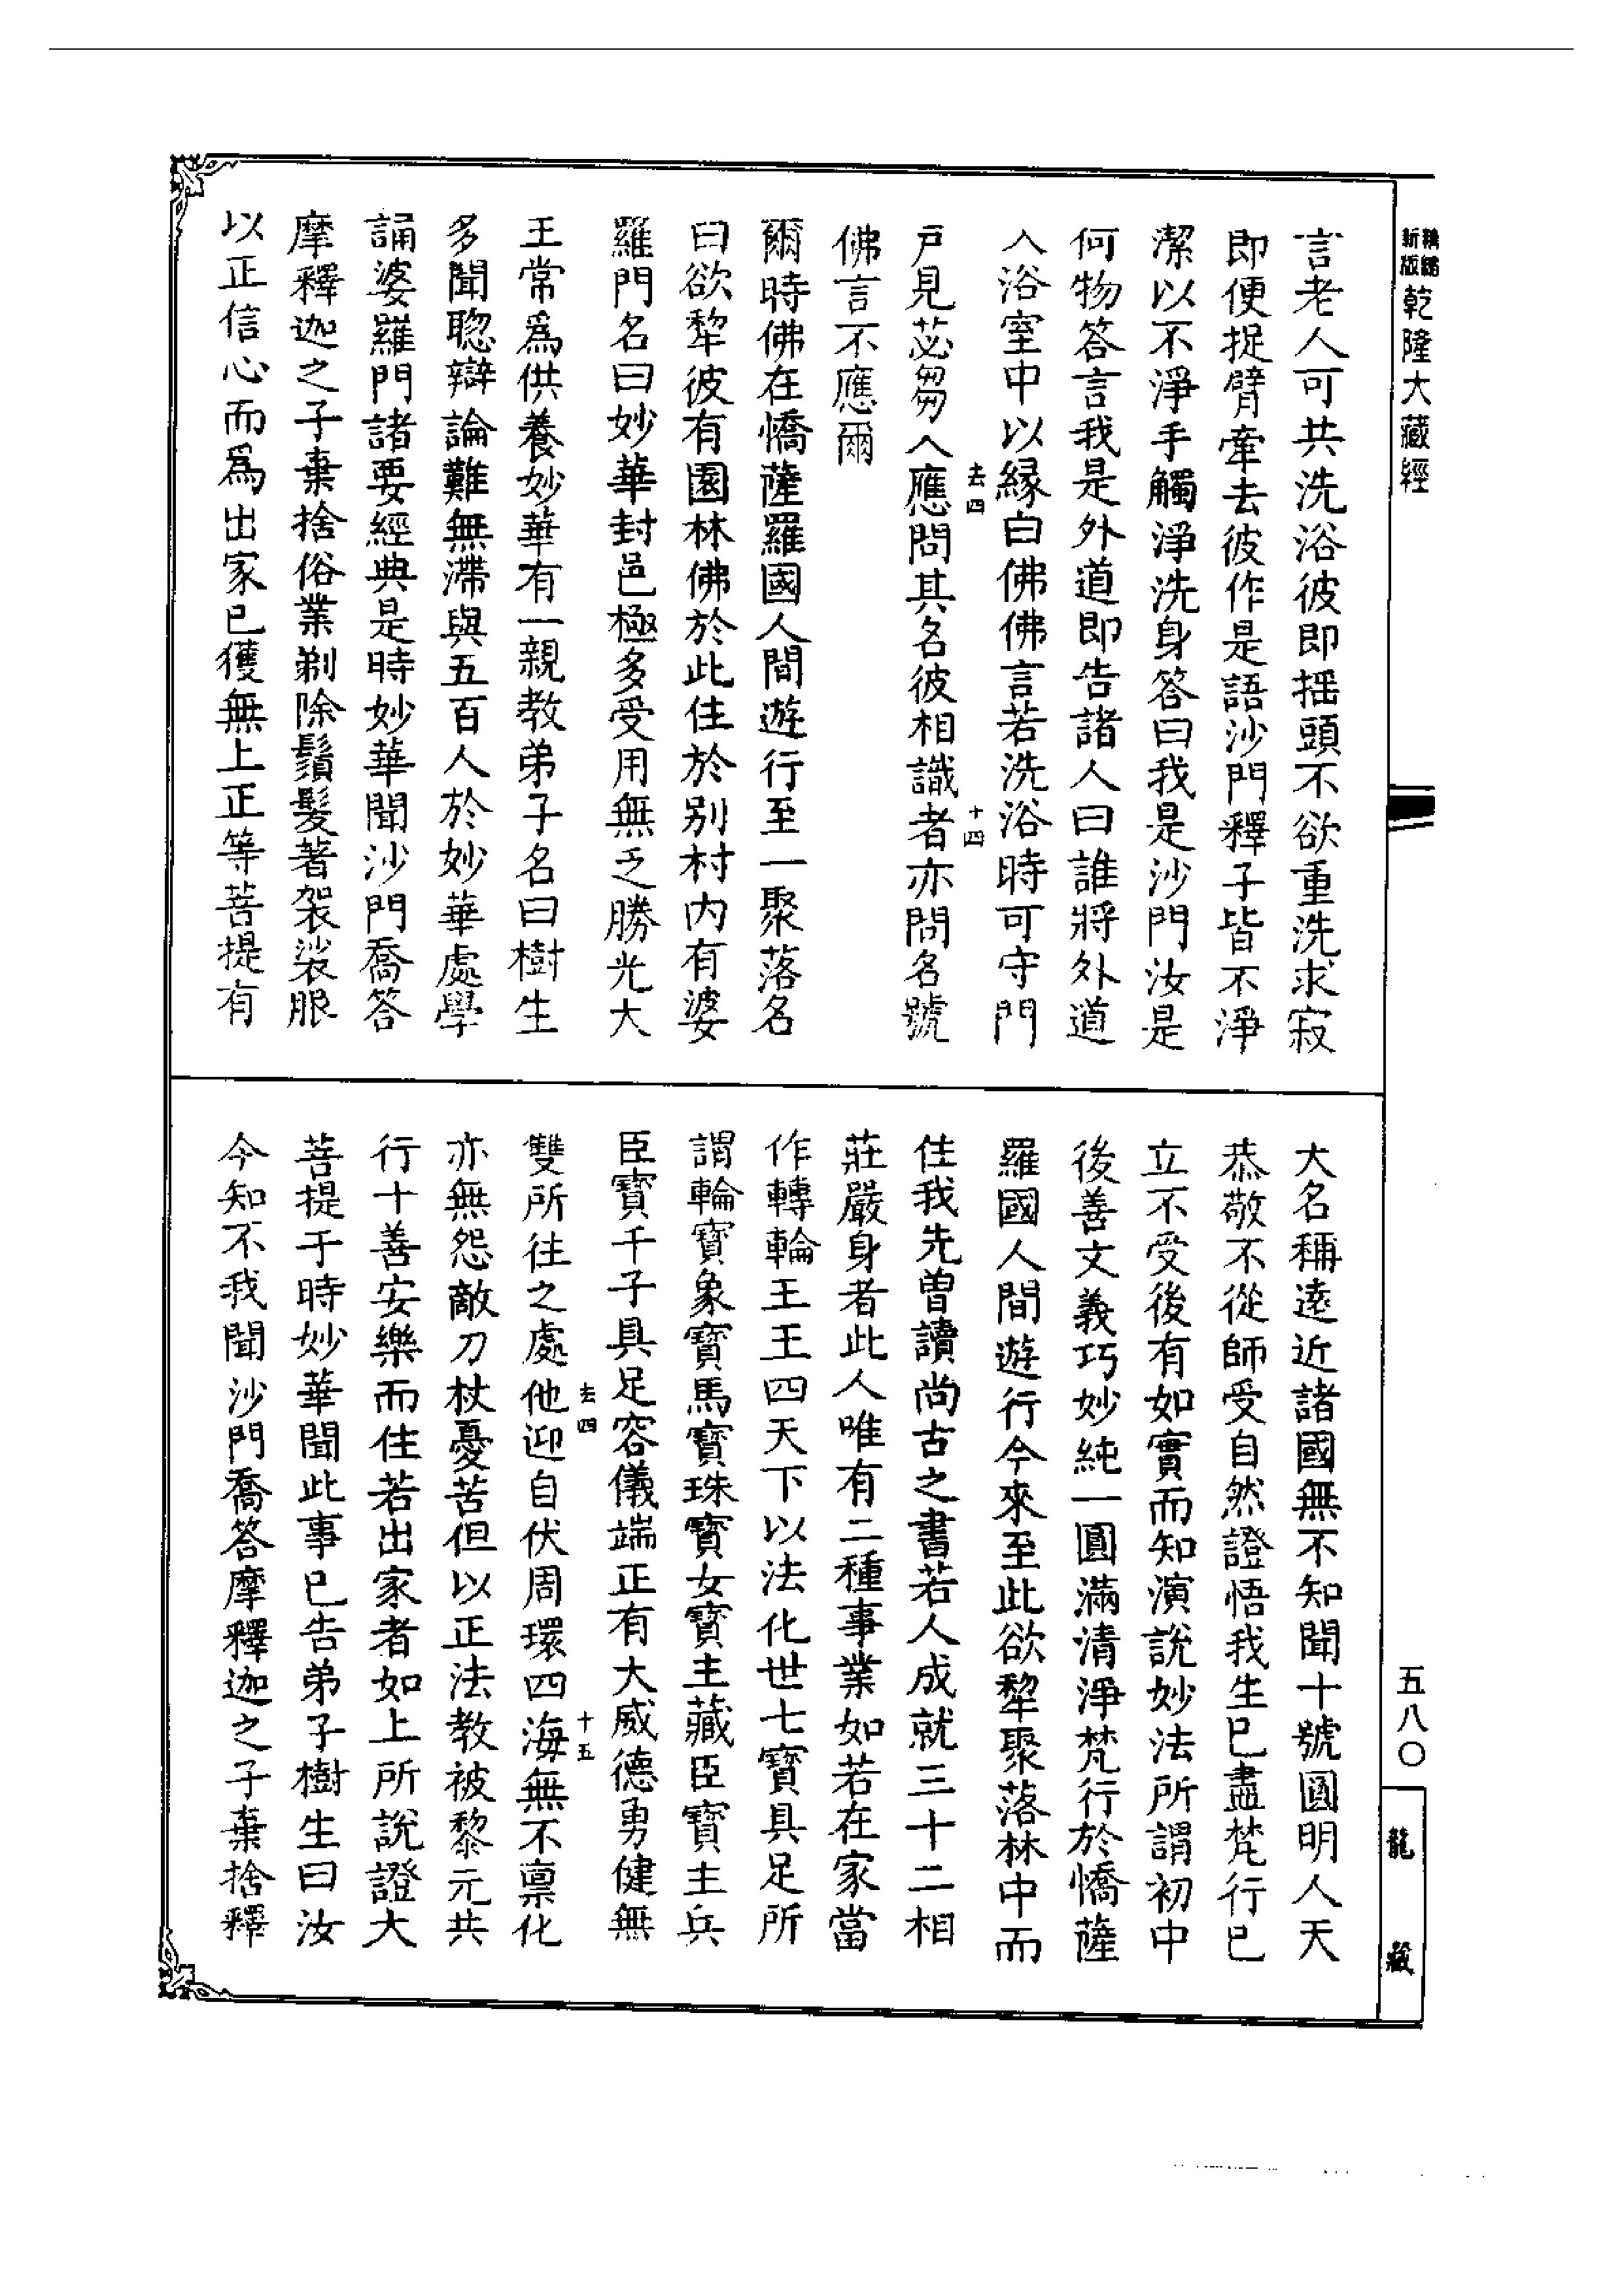 新版精縮乾隆大藏經
言老人可共洗浴彼即揺頭不欲重洗求寂
即便捉臂牽去彼作是語沙門釋子皆不淨
潔以不淨手觸淨洗身答曰我是沙門汝是
何物答言我是外道即告諸人曰誰將外道
入浴室中以縁白佛佛言若洗浴時可守門
去四
十四
戸見苾芻入應問其名彼相識者亦問名號
佛言不應爾
爾時佛在憍薩羅國人間遊行至一聚落名
曰欲犂彼有園林佛於此住於別村内有婆
羅門名曰妙華封邑極多受用無乏勝光大
王常爲供養妙華有一親教弟子名曰樹生
多聞聰辯論難無滯與五百人於妙華處學
誦婆羅門諸要經典是時妙華聞沙門喬答
摩釋迦之子棄捨俗業剃除鬚髮著袈裟服
以正信心而爲出家已獲無上正等菩提有
五八〇
龍藏
大名稱逺近諸國無不知聞十號圓明人天
恭敬不從師受自然證悟我生已盡梵行已
立不受後有如實而知演說妙法所謂初中
後善文義巧妙純一圓滿清淨梵行於憍薩
羅國人間遊行今來至此欲犂聚落林中而
住我先曽讀尚古之書若人成就三十二相
莊嚴身者此人唯有二種事業如若在家當
作轉輪王王四天下以法化世七寶具足所
謂輪寶象寶馬寶珠寶女寶主藏臣寶主兵
臣寶千子具足容儀端正有大威德勇健無
去四
十五
雙所往之處他迎自伏周環四海無不禀化
亦無怨敵刀杖憂苦但以正法教被黎元共
行十善安樂而住若出家者如上所說證大
菩提于時妙華聞此事已告弟子樹生曰汝
今知不我聞沙門喬答摩釋迦之子棄捨釋